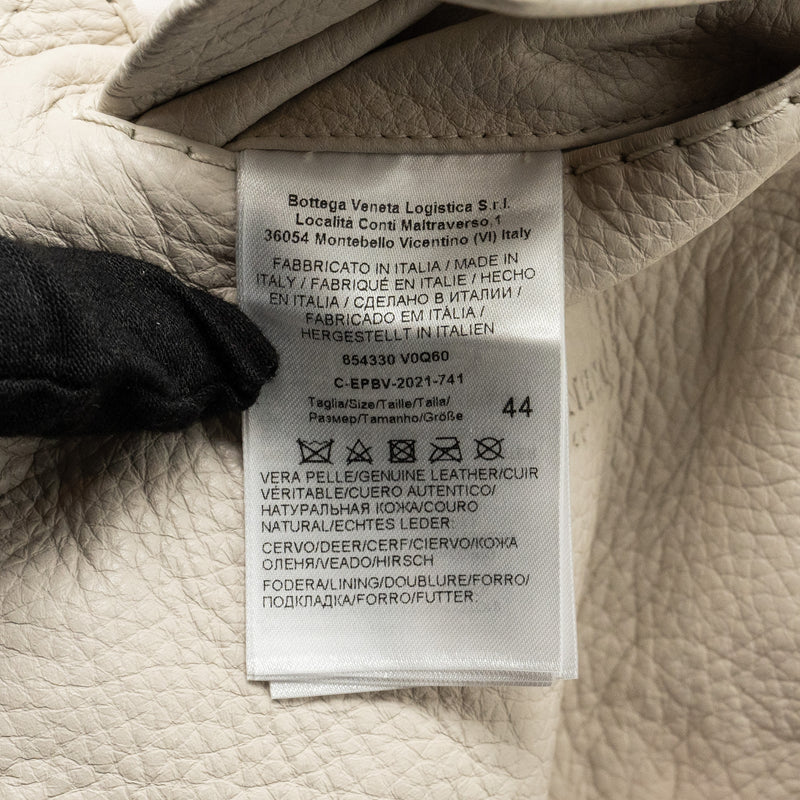 Bottega Veneta Logistica S.r.l.
Località Conti Maltraverso,1
36054 Montebello Vicentino (VI) Italy
FABBRICATO IN ITALIA / MADE IN
ITALY / FABRIQUÉ EN ITALIE / HECHO
EN ITALIA / СДЕЛАНО В ИТАЛИИ /
FABRICADO EM ITÁLIA /
HERGESTELLT IN ITALIEN
654330 V0Q60
C-EPBV-2021-741
Taglia/Size/Taille/Talla/
Размер/Tamanho/Größe 44
VERA PELLE/GENUINE LEATHER/CUIR
VÉRITABLE/CUERO AUTENTICO/
НАТУРАЛЬНАЯ КОЖА/COURO
NATURAL/ECHTES LEDER:
CERVO/DEER/CERF/CIERVO/КОЖА
ОЛЕНЯ/VEADO/HIRSCH
FODERA/LINING/DOUBLURE/FORRO/
ПОДКЛАДКА/FORRO/FUTTER: